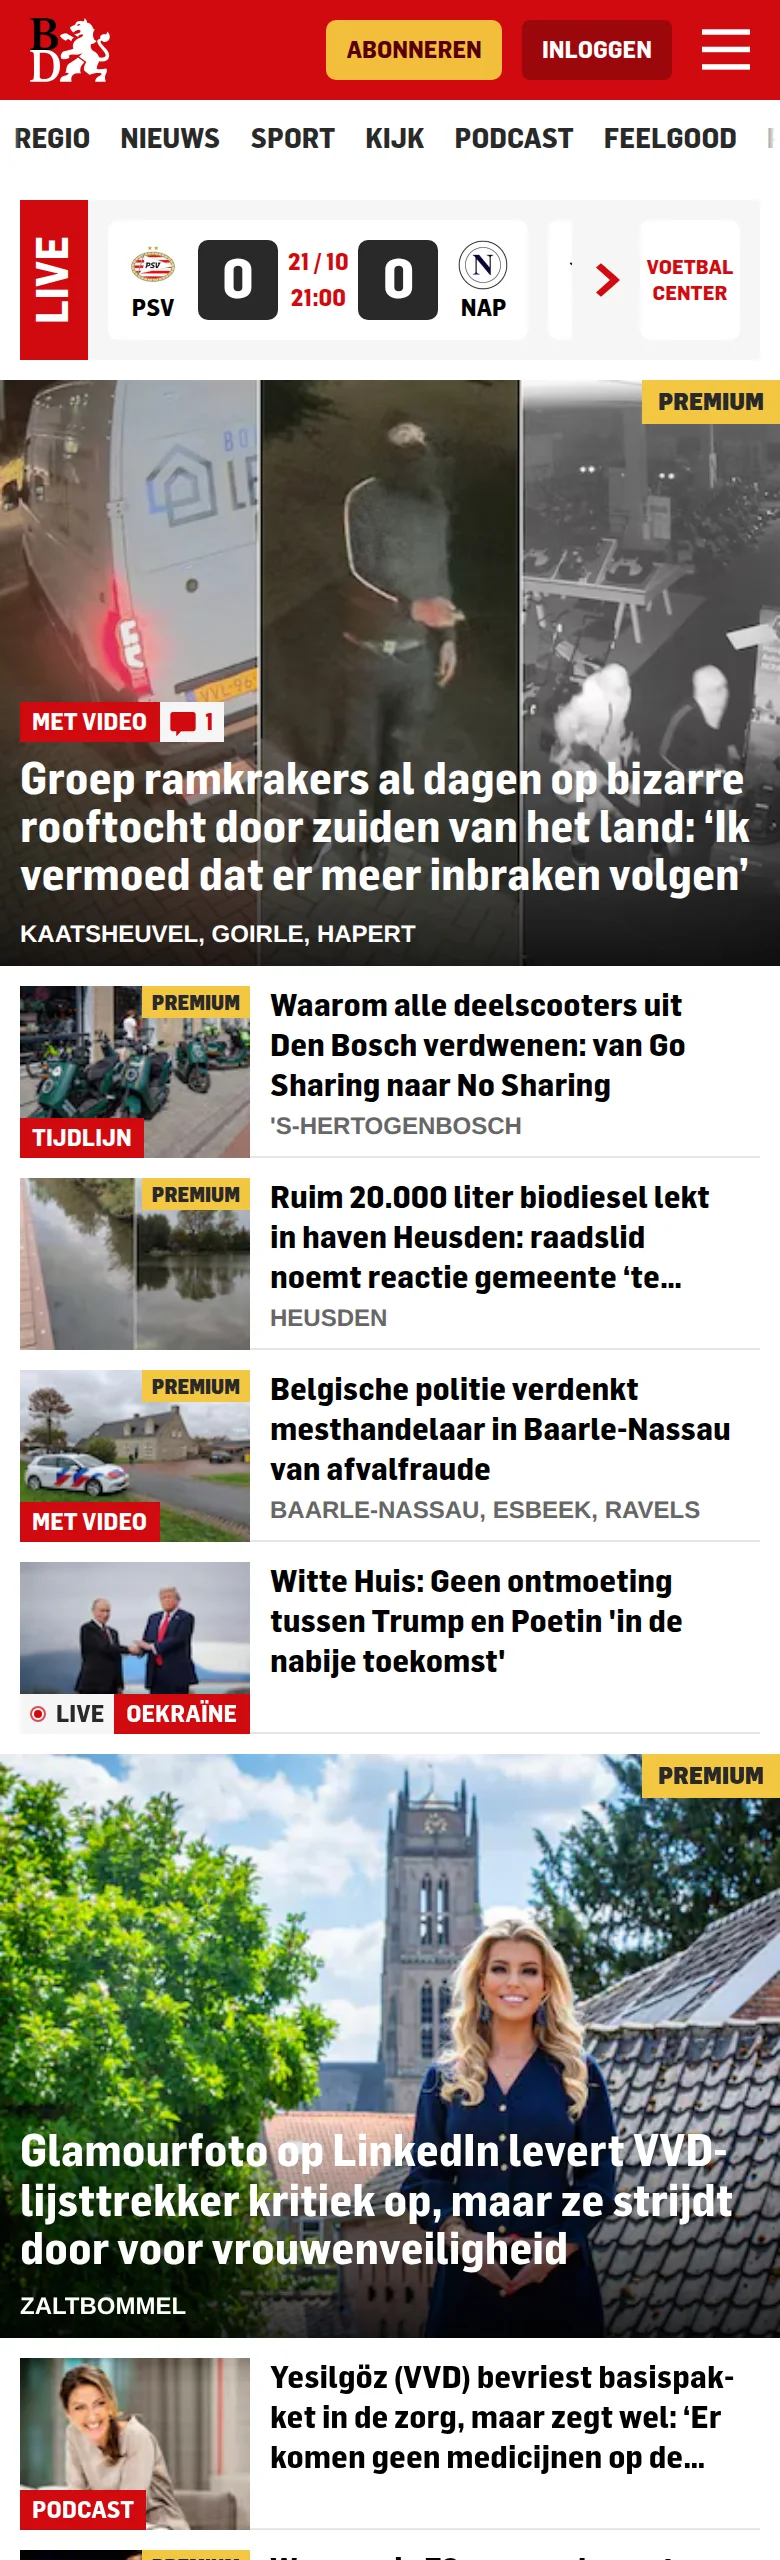 BD
ABONNEREN
INLOGGEN
REGIO NIEUWS SPORT KIJK PODCAST FEELGOOD
LIVE
PSV
PSV
0
21 / 10
21:00
0
N
NAP
VOETBAL
CENTER
PREMIUM
VVL-96
MET VIDEO
1
Groep ramkrakers al dagen op bizarre
rooftocht door zuiden van het land: ‘Ik
vermoed dat er meer inbraken volgen’
KAATSHEUVEL, GOIRLE, HAPERT
PREMIUM
TIJDLIJN
Waarom alle deelscooters uit
Den Bosch verdwenen: van Go
Sharing naar No Sharing
'S-HERTOGENBOSCH
PREMIUM
Ruim 20.000 liter biodiesel lekt
in haven Heusden: raadslid
noemt reactie gemeente ‘te...
HEUSDEN
PREMIUM
MET VIDEO
Belgische politie verdenkt
mesthandelaar in Baarle-Nassau
van afvalfraude
BAARLE-NASSAU, ESBEEK, RAVELS
LIVE
OEKRAÏNE
Witte Huis: Geen ontmoeting
tussen Trump en Poetin 'in de
nabije toekomst'
PREMIUM
Glamourfoto op LinkedIn levert VVD-
lijsttrekker kritiek op, maar ze strijdt
door voor vrouwenveiligheid
ZALTBOMMEL
PODCAST
Yesilgöz (VVD) bevriest basispak-
ket in de zorg, maar zegt wel: ‘Er
komen geen medicijnen op de...